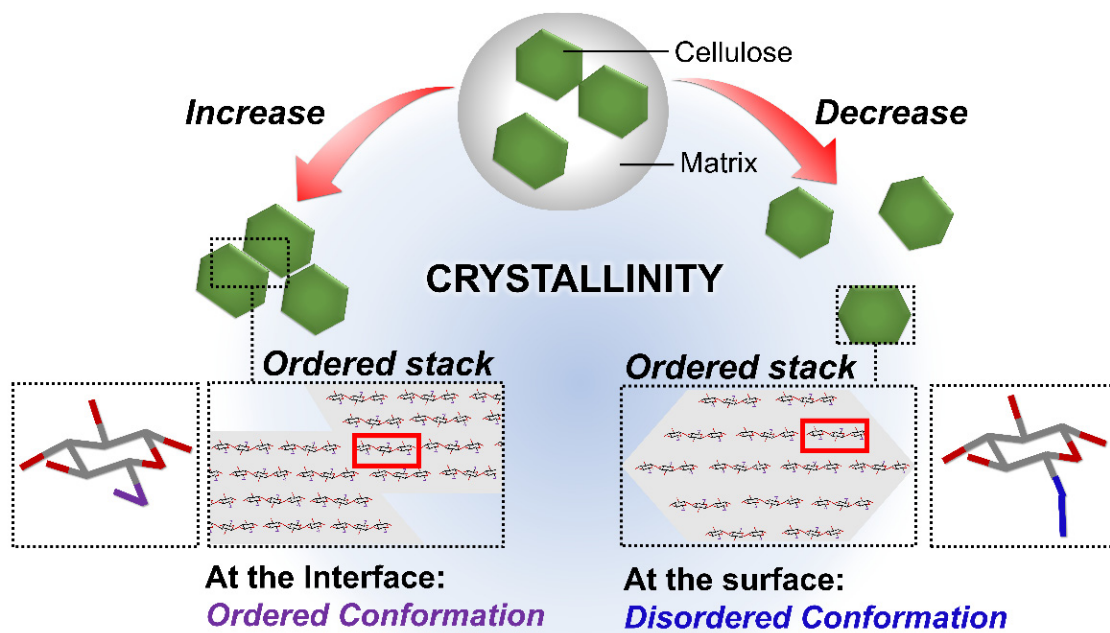 Cellulose
Increase
Decrease
Matrix
CRYSTALLINITY
Ordered stack
Ordered stack
At the Interface:
Ordered Conformation
At the surface:
Disordered Conformation